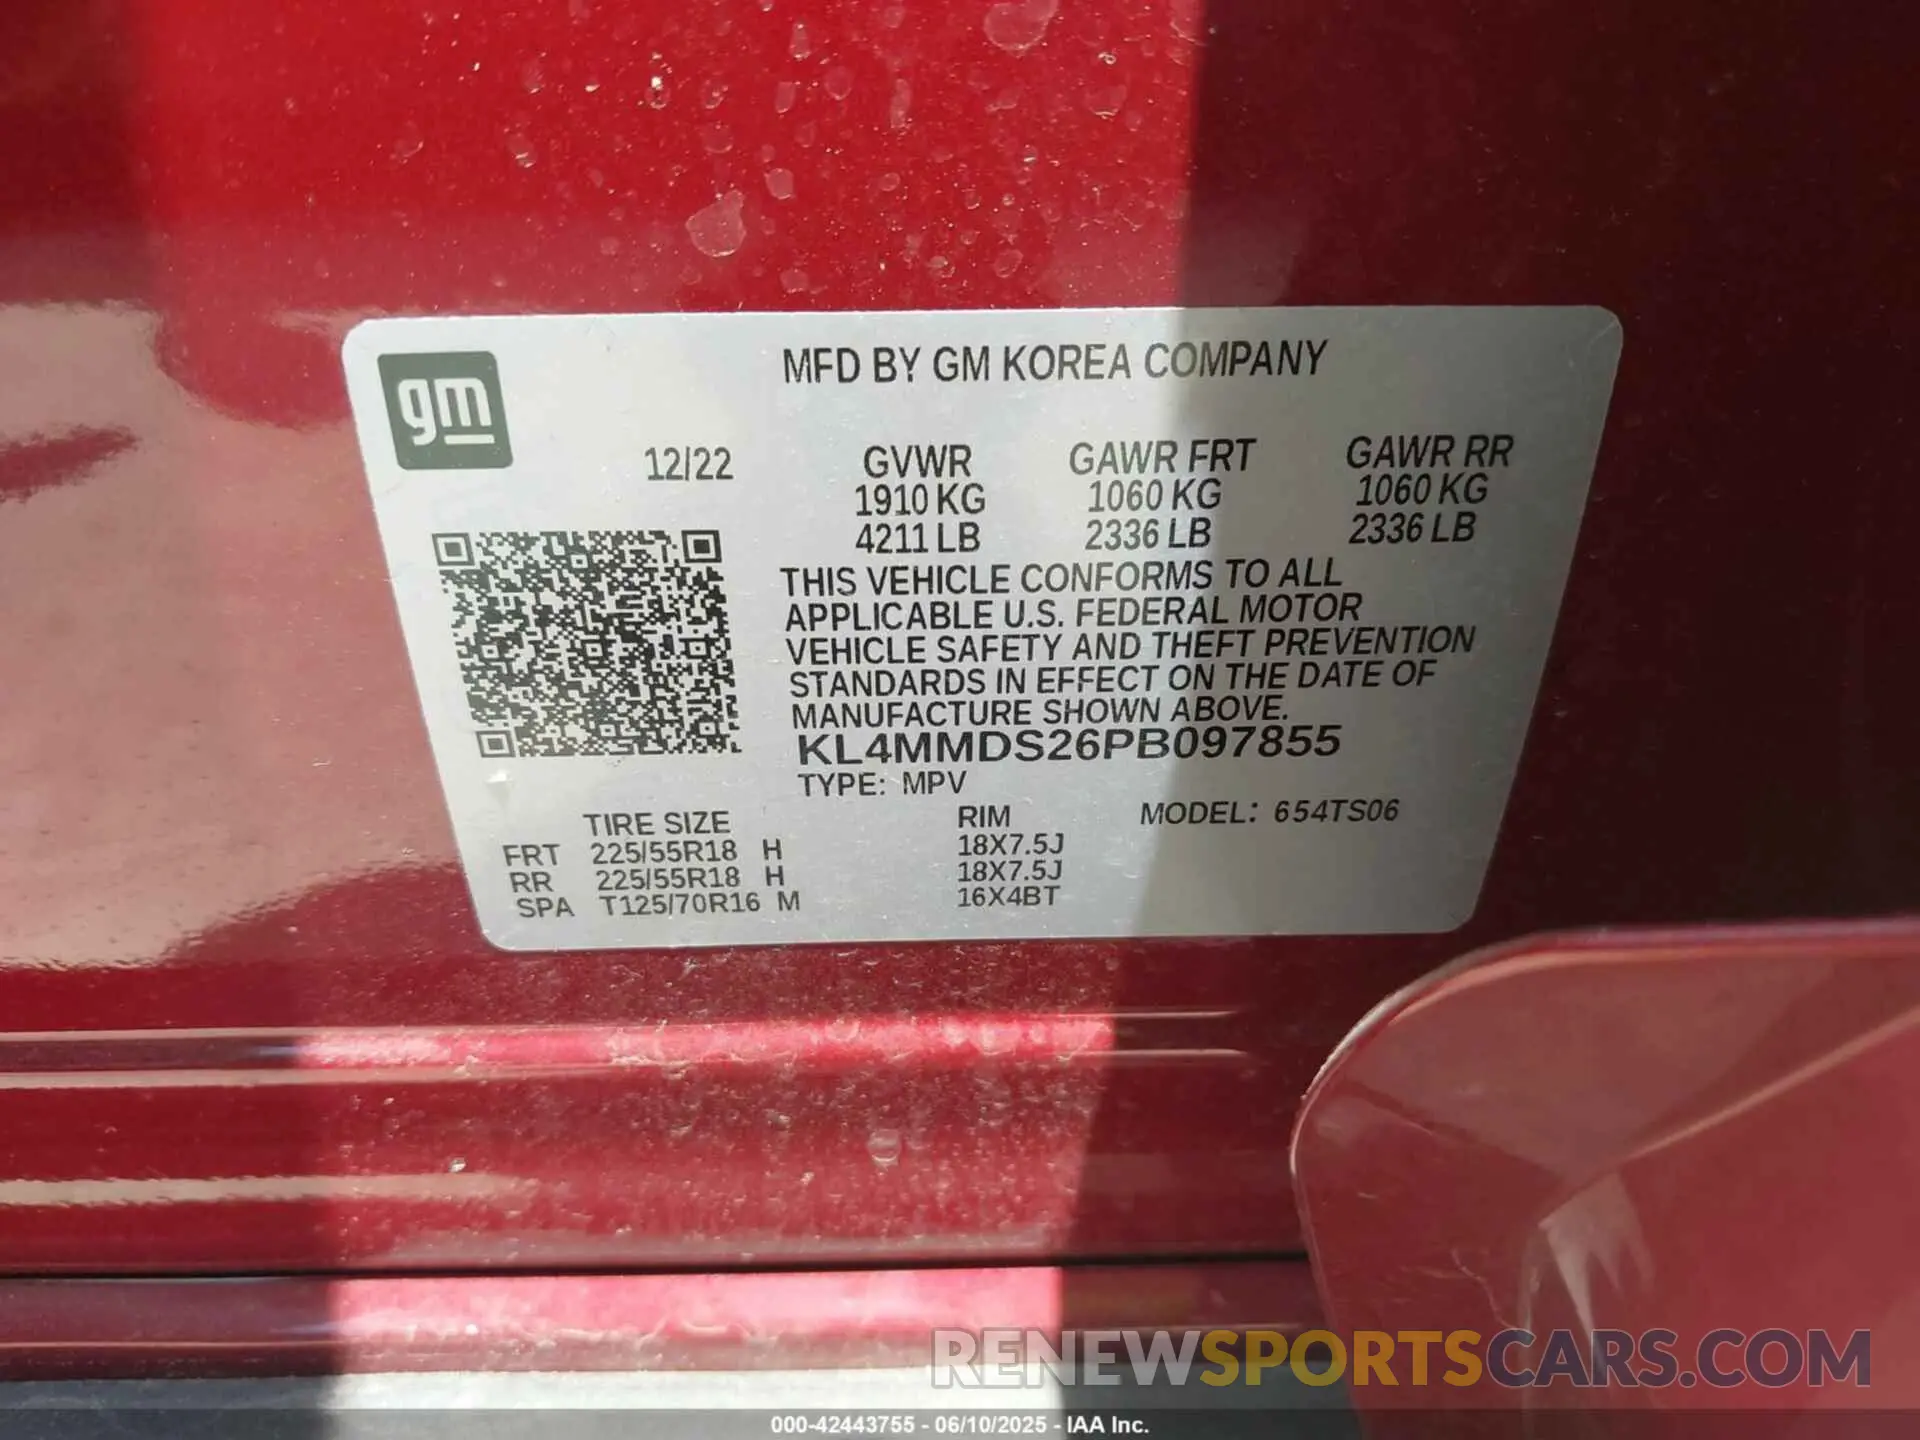 gm
MFD BY GM KOREA COMPANY
12/22 GVWR GAWR FRT GAWR RR
1910 KG 1060 KG 1060 KG
4211 LB 2336 LB 2336 LB
THIS VEHICLE CONFORMS TO ALL
APPLICABLE U.S. FEDERAL MOTOR
VEHICLE SAFETY AND THEFT PREVENTION
STANDARDS IN EFFECT ON THE DATE OF
MANUFACTURE SHOWN ABOVE.
KL4MMDS26PB097855
TYPE: MPV
TIRE SIZE RIM MODEL: 654TS06
FRT 225/55R18 H 18X7.5J
RR 225/55R18 H 18X7.5J
SPA T125/70R16 M 16X4BT
RENEWSPORTSCARS.COM
000-42443755 - 06/10/2025 - IAA Inc.